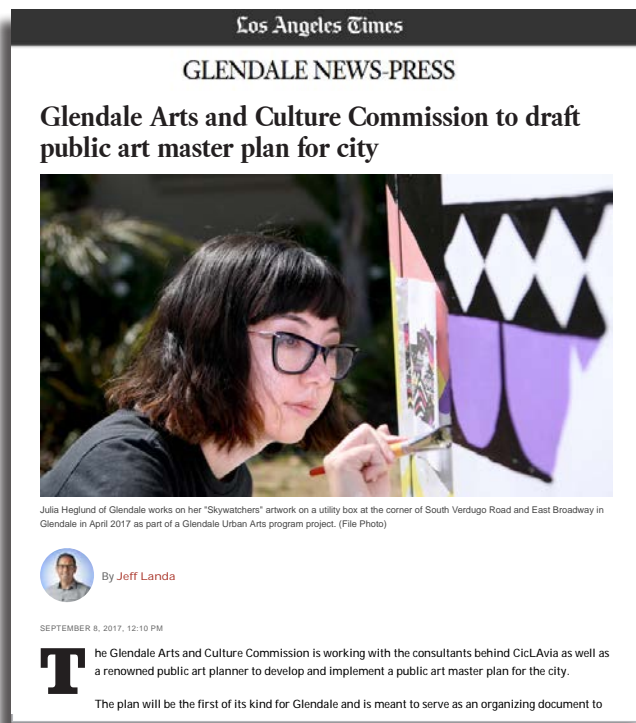 Los Angeles Times
GLENDALE NEWS-PRESS
Glendale Arts and Culture Commission to draft
public art master plan for city
Julia Heglund of Glendale works on her "Skywatchers" artwork on a utility box at the corner of South Verdugo Road and East Broadway in
Glendale in April 2017 as part of a Glendale Urban Arts program project. (File Photo)
By Jeff Landa
SEPTEMBER 8, 2017, 12:10 PM
The Glendale Arts and Culture Commission is working with the consultants behind CicLAvia as well as
a renowned public art planner to develop and implement a public art master plan for the city.
The plan will be the first of its kind for Glendale and is meant to serve as an organizing document to